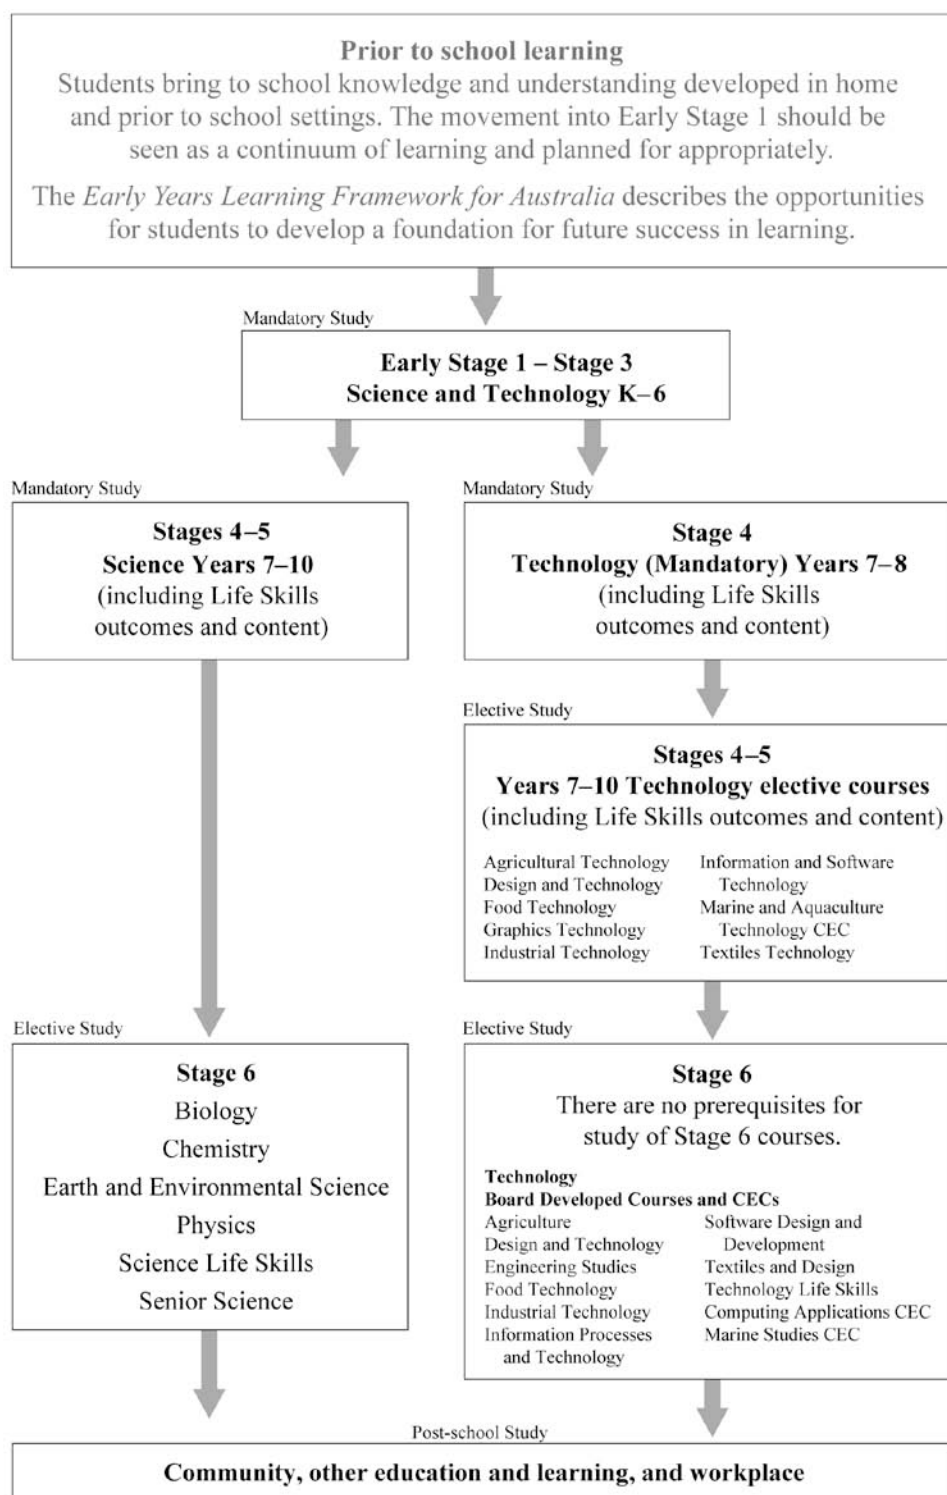 Prior to school learning
Students bring to school knowledge and understanding developed in home
and prior to school settings. The movement into Early Stage 1 should be
seen as a continuum of learning and planned for appropriately.
The Early Years Learning Framework for Australia describes the opportunities
for students to develop a foundation for future success in learning.
Mandatory Study
Early Stage 1 – Stage 3
Science and Technology K–6
Mandatory Study
Stages 4–5
Science Years 7–10
(including Life Skills
outcomes and content)
Mandatory Study
Stage 4
Technology (Mandatory) Years 7–8
(including Life Skills
outcomes and content)
Elective Study
Stages 4–5
Years 7–10 Technology elective courses
(including Life Skills outcomes and content)
Agricultural Technology
Design and Technology
Food Technology
Graphics Technology
Industrial Technology
Information and Software
Technology
Marine and Aquaculture
Technology CEC
Textiles Technology
Elective Study
Stage 6
Biology
Chemistry
Earth and Environmental Science
Physics
Science Life Skills
Senior Science
Elective Study
Stage 6
There are no prerequisites for
study of Stage 6 courses.
Technology
Board Developed Courses and CECs
Agriculture
Design and Technology
Engineering Studies
Food Technology
Industrial Technology
Information Processes
and Technology
Software Design and
Development
Textiles and Design
Technology Life Skills
Computing Applications CEC
Marine Studies CEC
Post-school Study
Community, other education and learning, and workplace